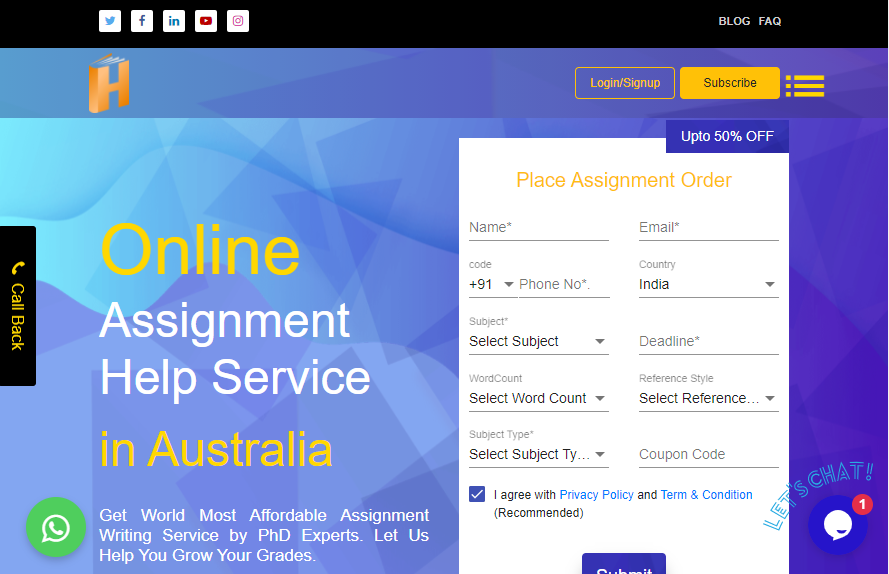 BLOG FAQ
H
Login/Signup Subscribe
Upto 50% OFF
Place Assignment Order
Name* Email*
code Country
+91 Phone No*. India
Subject*
Select Subject Deadline*
WordCount Reference Style
Select Word Count Select Reference...
Subject Type*
Select Subject Ty... Coupon Code
I agree with Privacy Policy and Term & Condition
(Recommended)
Submit
Online
Assignment
Help Service
in Australia
Get World Most Affordable Assignment
Writing Service by PhD Experts. Let Us
Help You Grow Your Grades.
Call Back
LET'S CHAT!
1